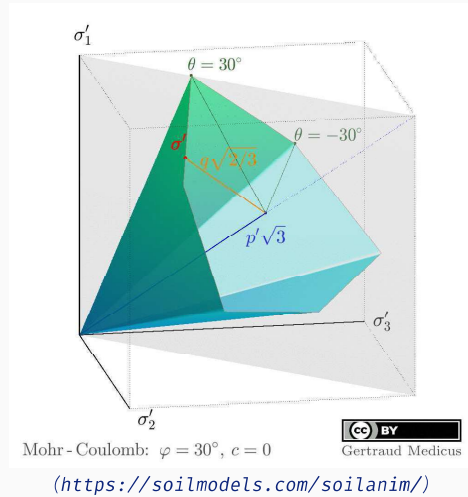 σ′₁
θ = 30°
θ = −30°
σ′
q√2/3
p′√3
σ′₃
σ′₂
cc BY
Mohr - Coulomb: φ = 30°, c = 0
Gertraud Medicus
(https://soilmodels.com/soilanim/)